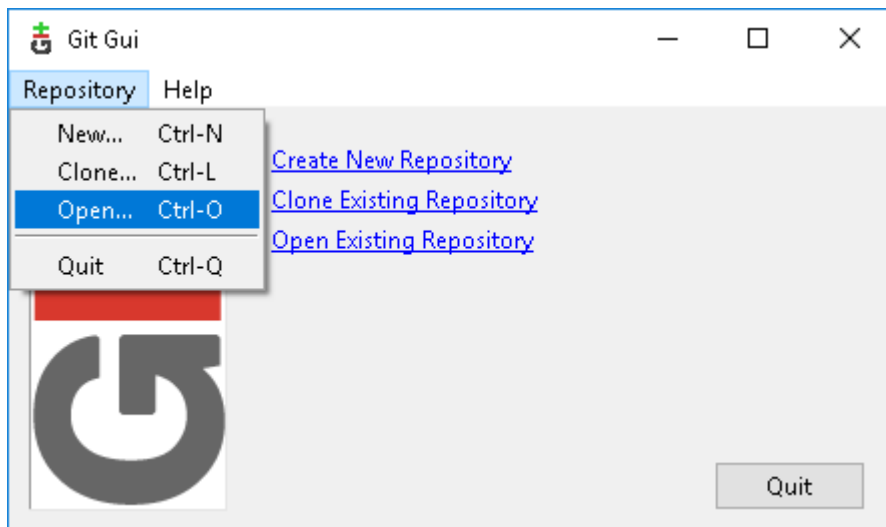 Git Gui
Repository Help
New... Ctrl-N
Clone... Ctrl-L
Open... Ctrl-O
Quit Ctrl-Q
Create New Repository
Clone Existing Repository
Open Existing Repository
Quit